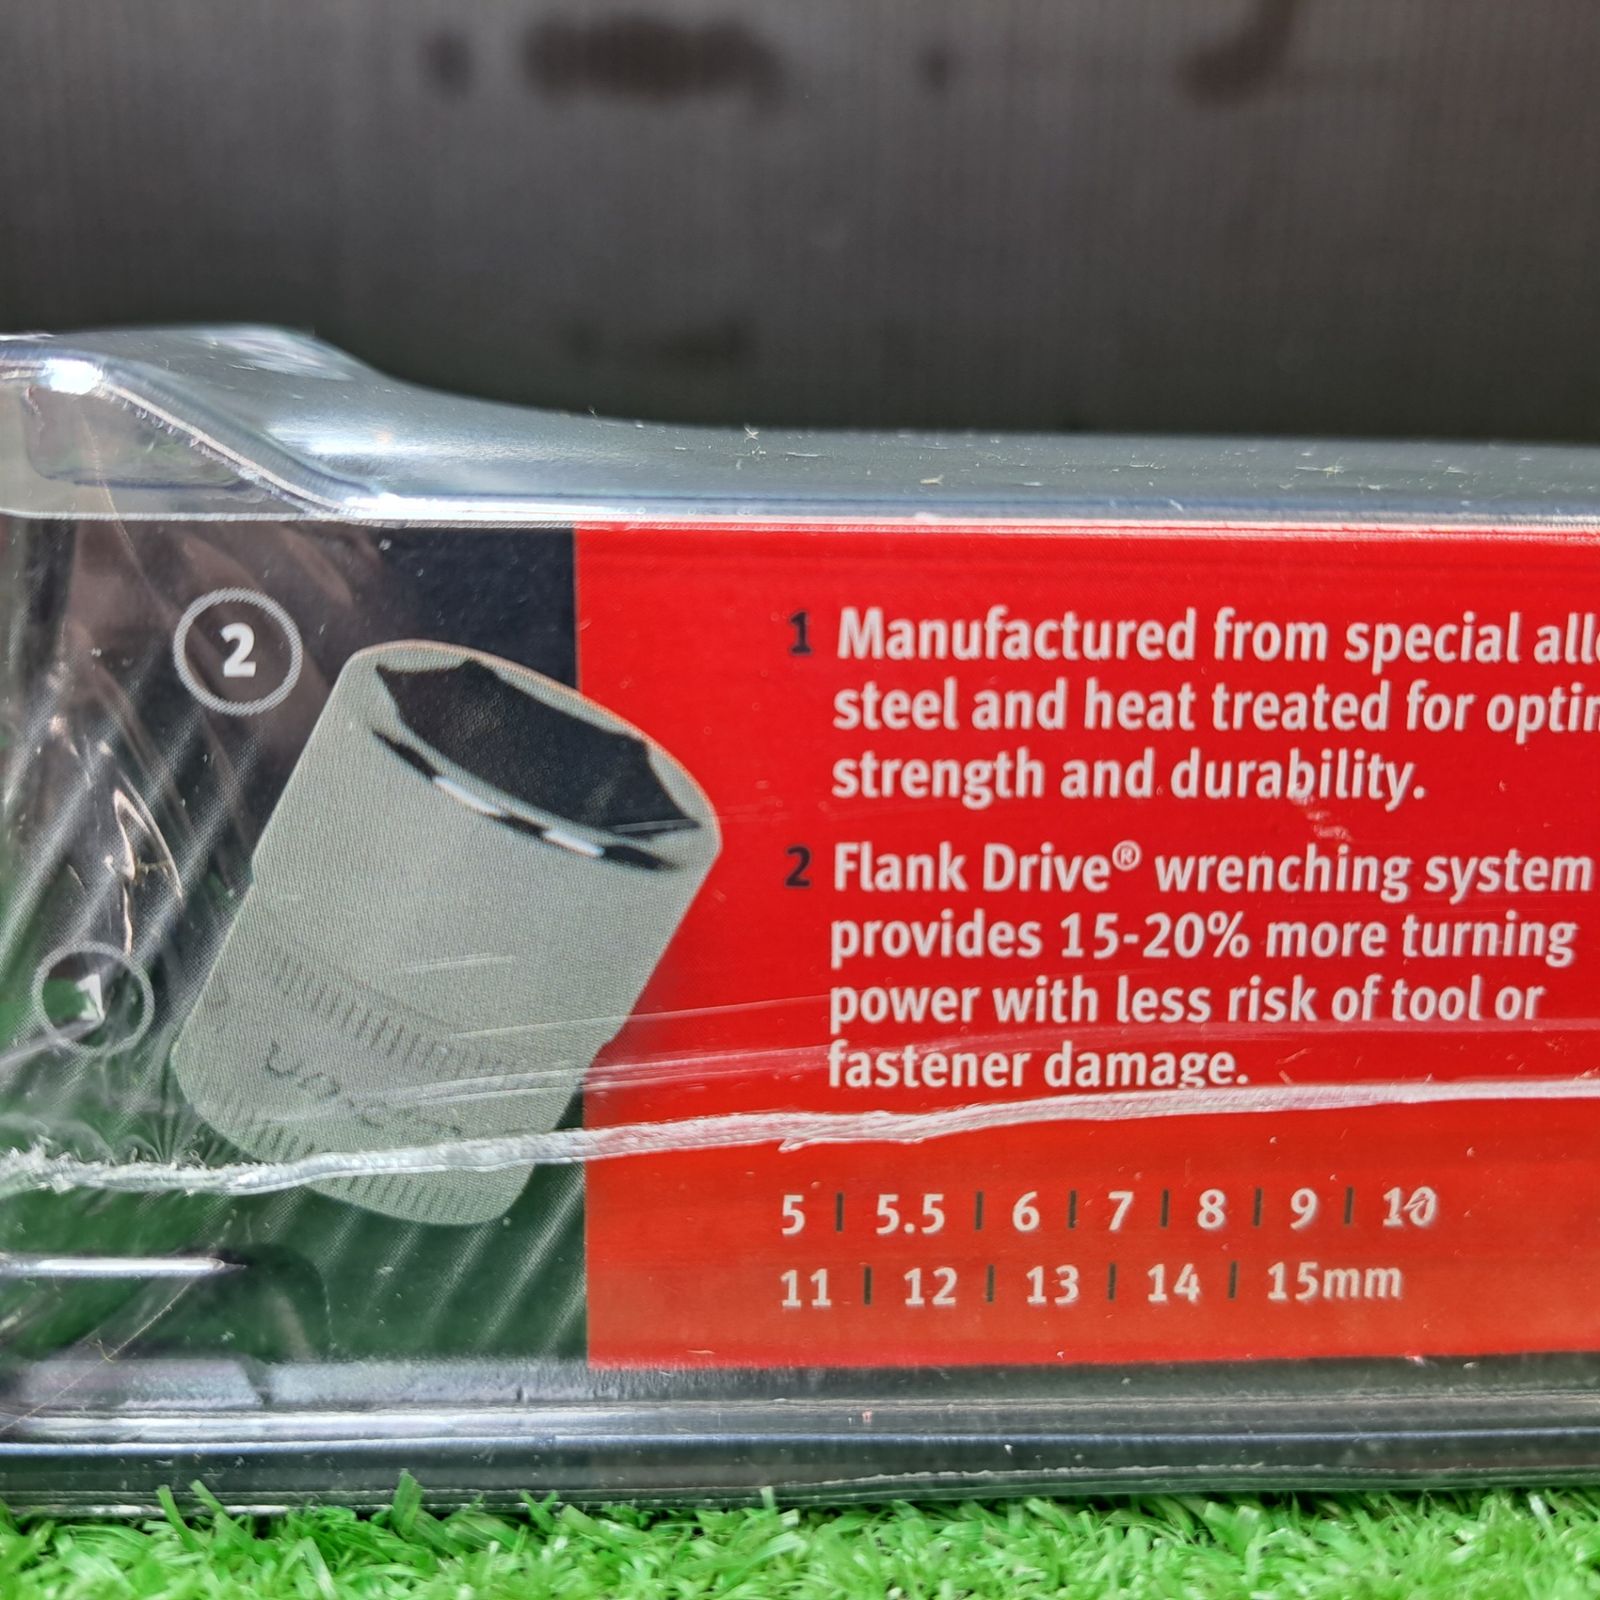 2
1
1 Manufactured from special
steel and heat treated for
strength and durability.
2 Flank Drive® wrenching system
provides 15-20% more turning
power with less risk of tool or
fastener damage.
5 | 5.5 | 6 | 7 | 8 | 9 | 10
11 | 12 | 13 | 14 | 15mm